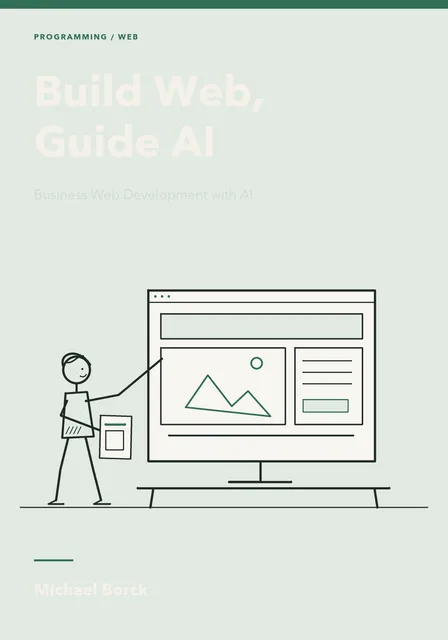 PROGRAMMING / WEB
Build Web,
Guide AI
Business Web Development with AI
Michael Borck